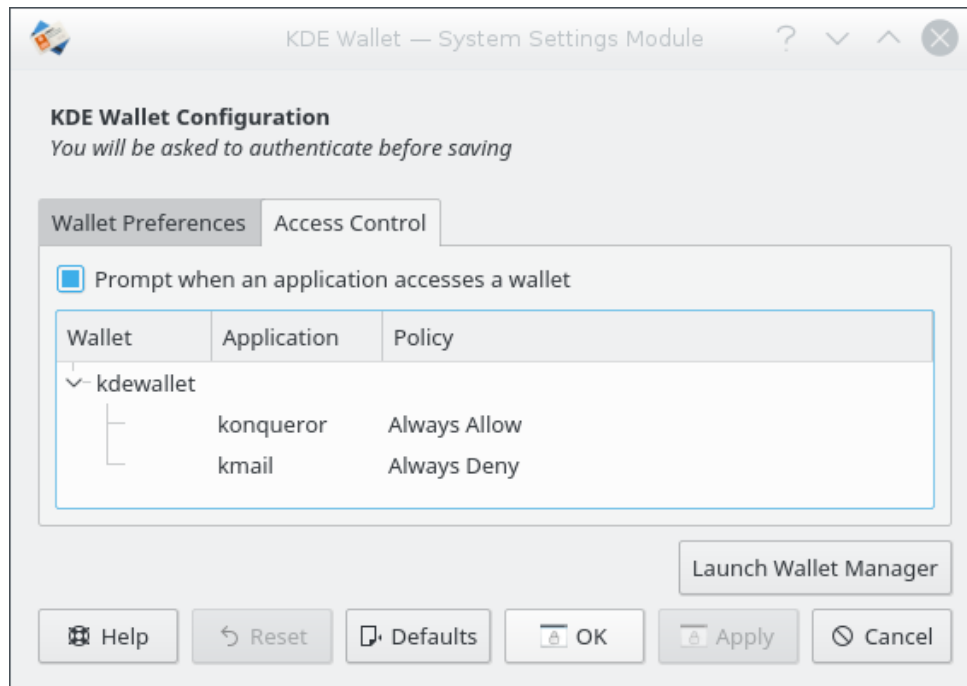 KDE Wallet — System Settings Module
KDE Wallet Configuration
You will be asked to authenticate before saving
Wallet Preferences Access Control
Prompt when an application accesses a wallet
Wallet Application Policy
kdewallet
konqueror Always Allow
kmail Always Deny
Launch Wallet Manager
Help Reset Defaults OK Apply Cancel